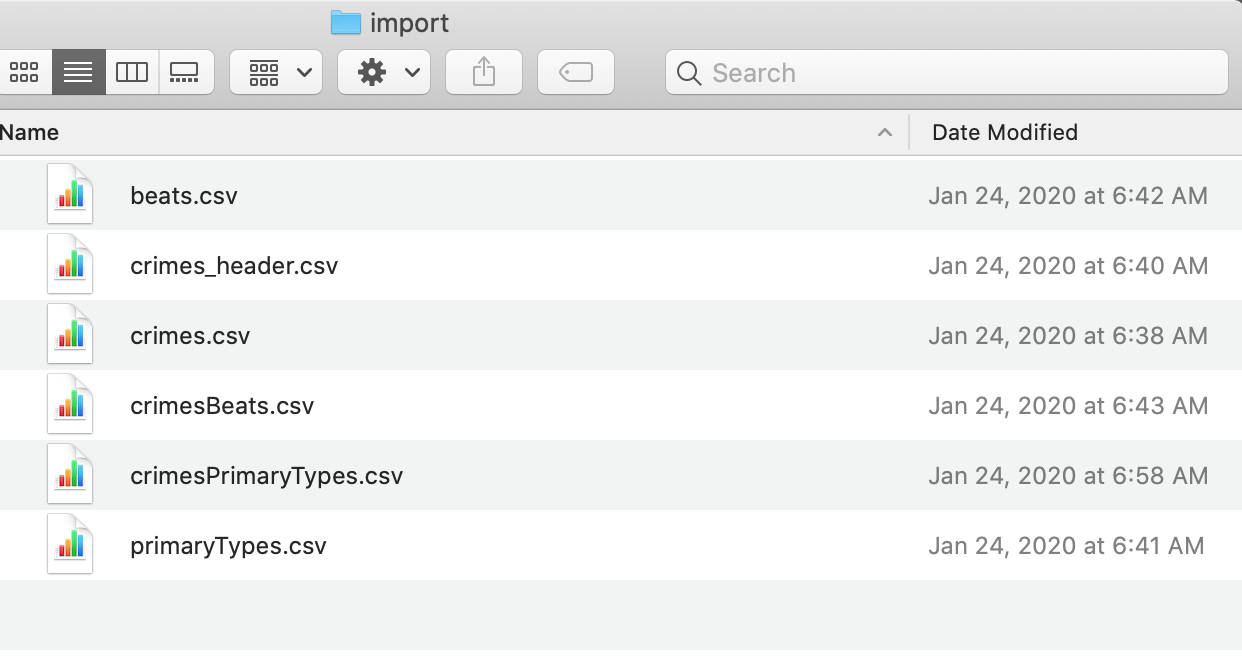 import
Search
Name Date Modified
beats.csv Jan 24, 2020 at 6:42 AM
crimes_header.csv Jan 24, 2020 at 6:40 AM
crimes.csv Jan 24, 2020 at 6:38 AM
crimesBeats.csv Jan 24, 2020 at 6:43 AM
crimesPrimaryTypes.csv Jan 24, 2020 at 6:58 AM
primaryTypes.csv Jan 24, 2020 at 6:41 AM